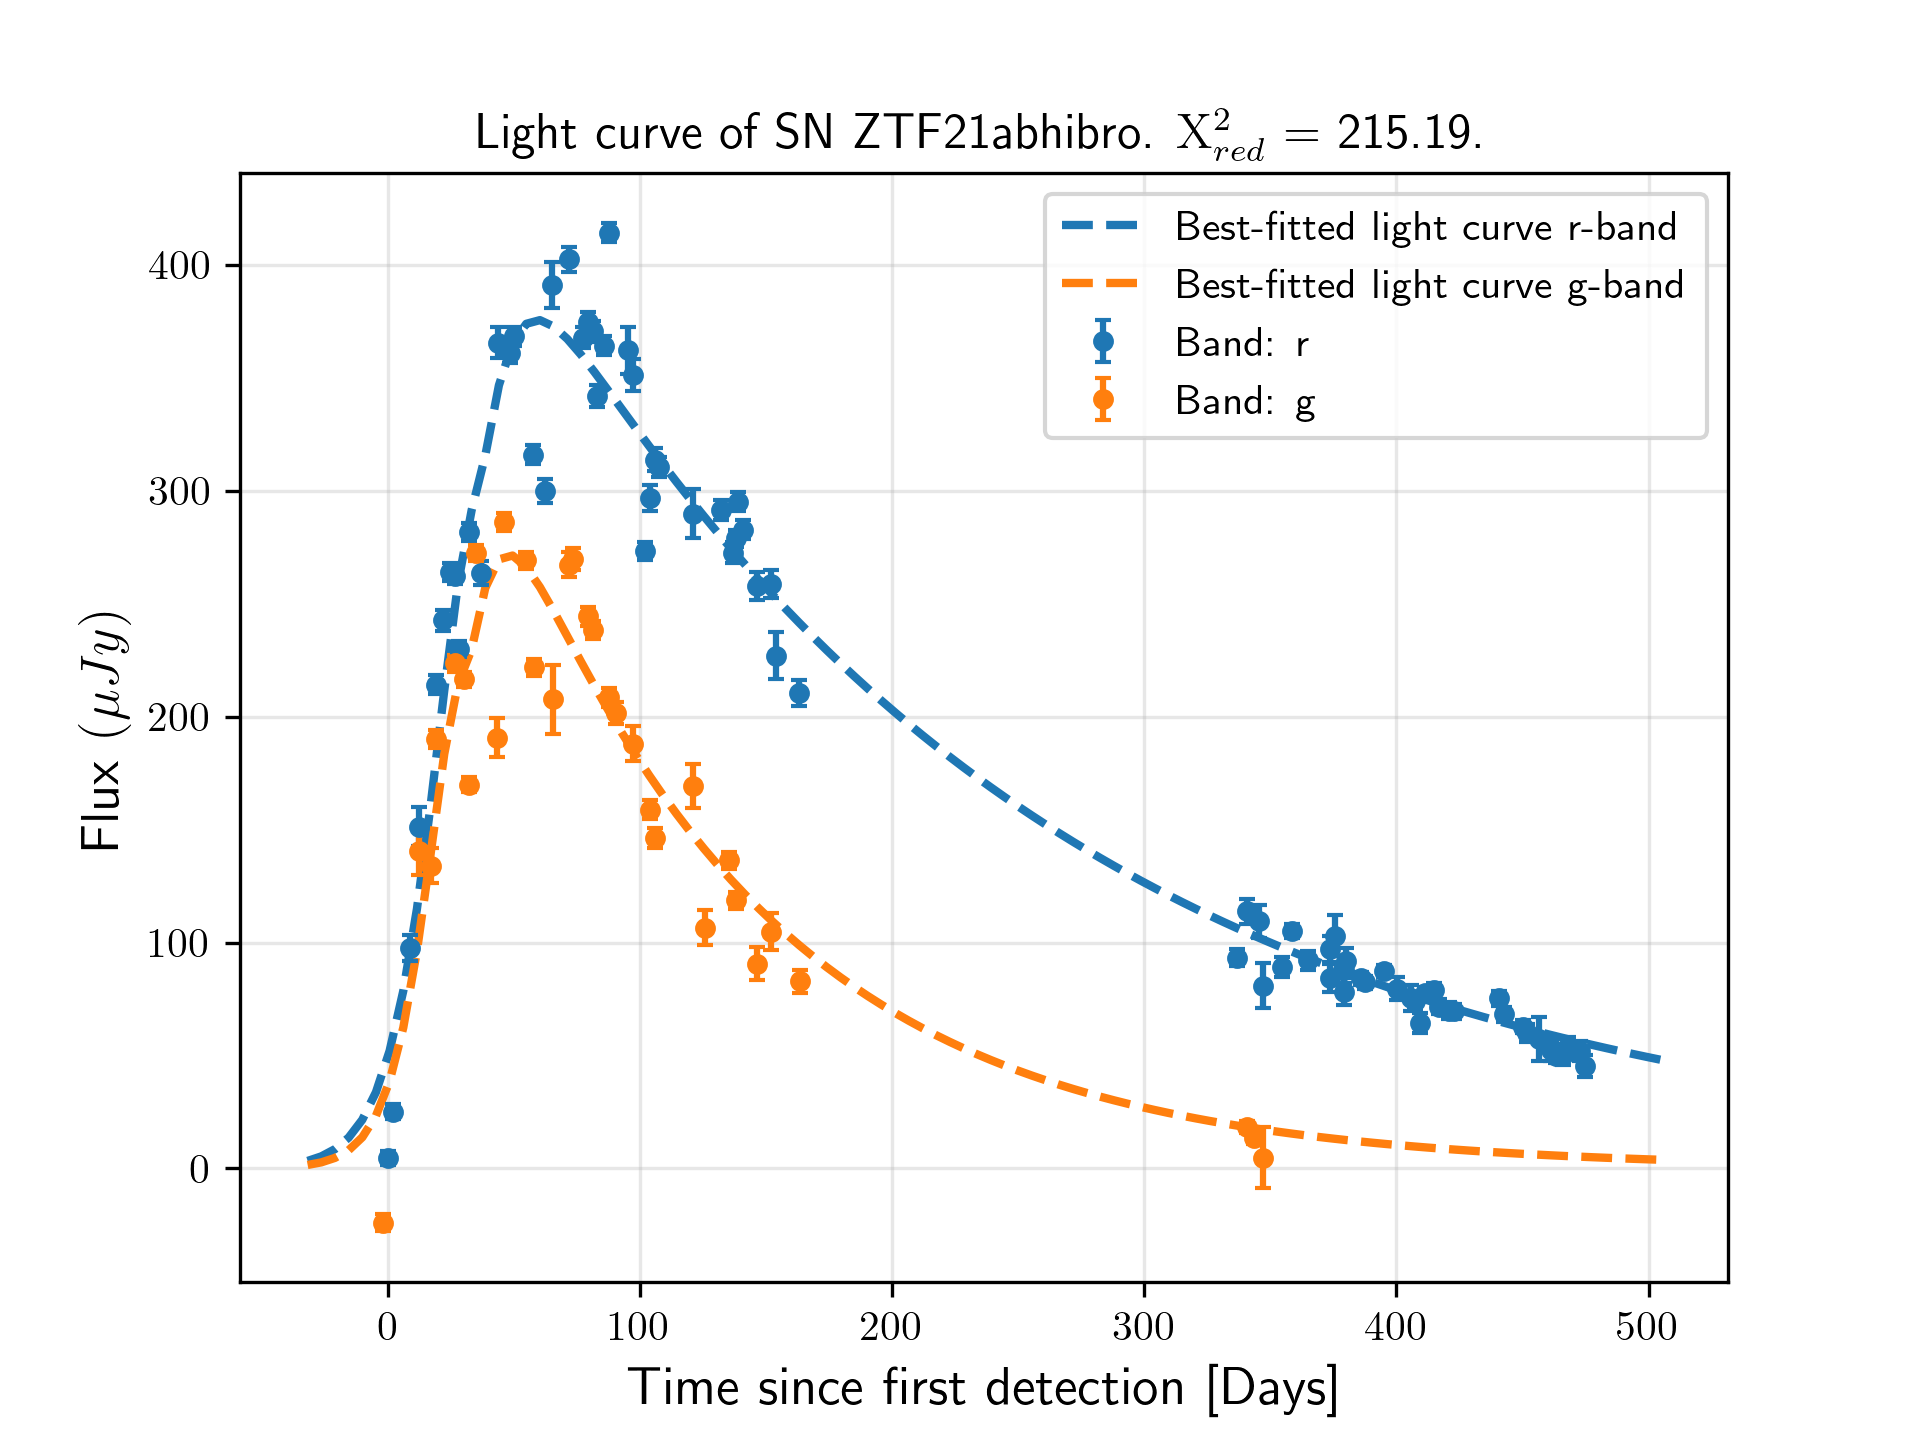 Light curve of SN ZTF21abhibro. X²_red = 215.19.
Best-fitted light curve r-band
Best-fitted light curve g-band
Band: r
Band: g
Flux (μJy)
400
300
200
100
0
0 100 200 300 400 500
Time since first detection [Days]